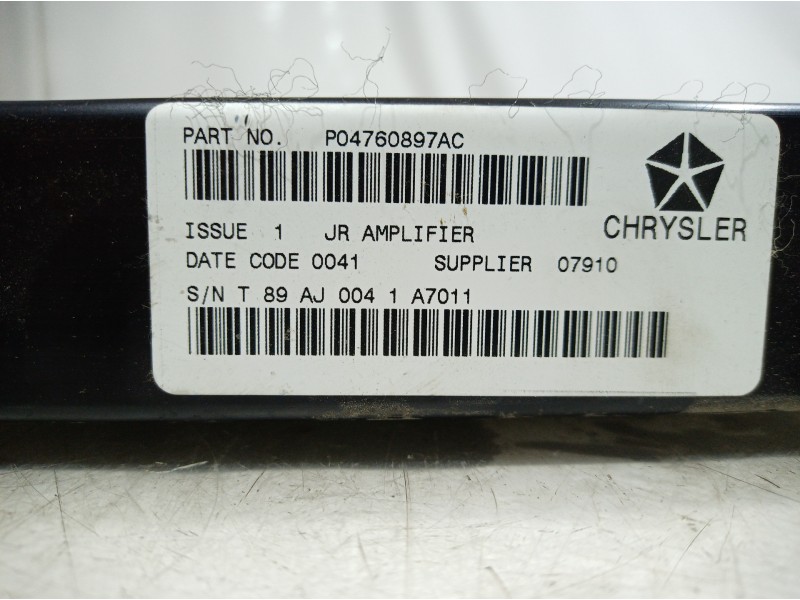 PART NO. P04760897AC
CHRYSLER
ISSUE 1 JR AMPLIFIER
DATE CODE 0041 SUPPLIER 07910
S/N T 89 AJ 004 1 A7011